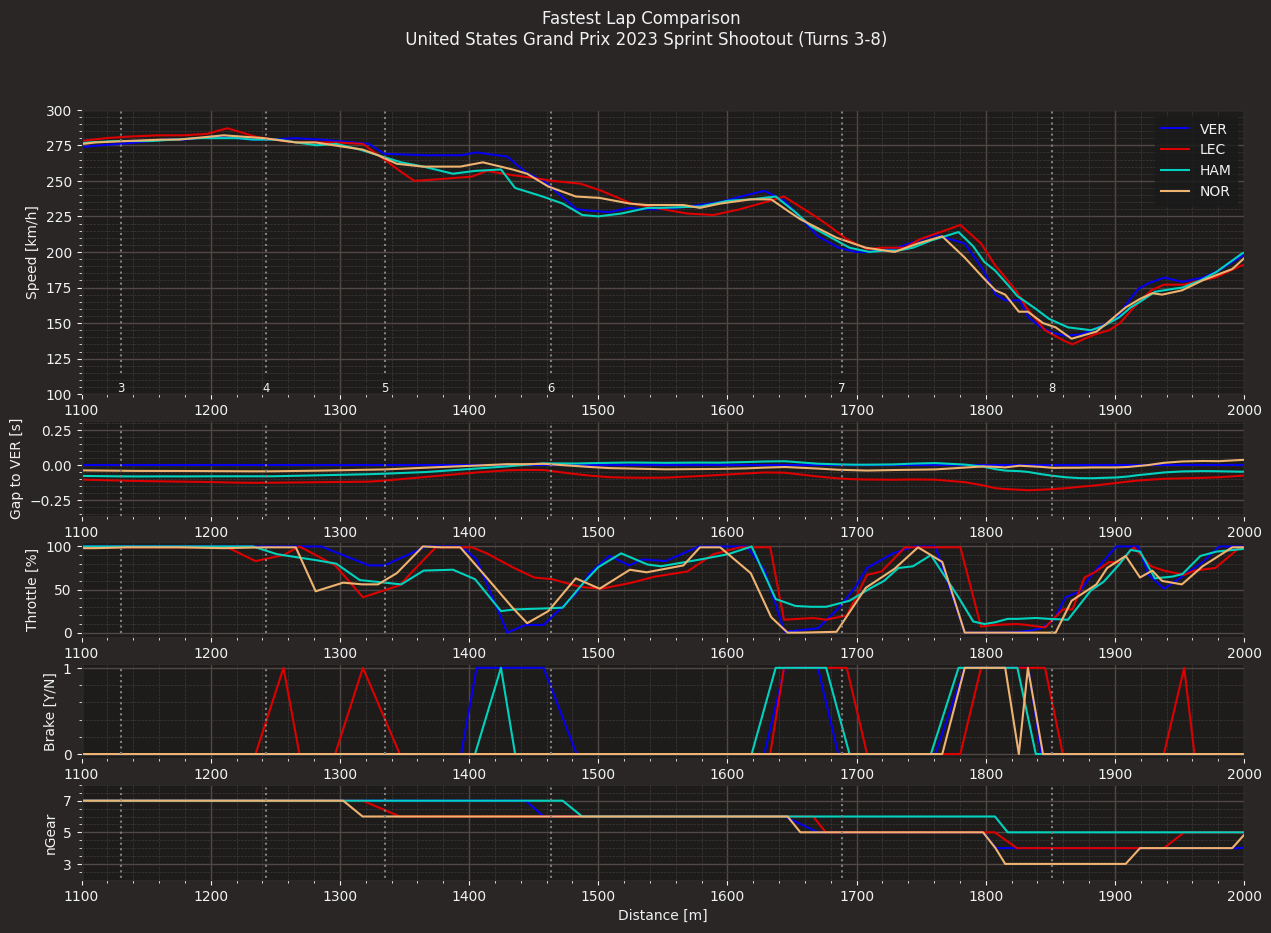 Fastest Lap Comparison
United States Grand Prix 2023 Sprint Shootout (Turns 3-8)
Speed [km/h]
300
275
250
225
200
175
150
125
100
VER
LEC
HAM
NOR
3 4 5 6 7 8
1100 1200 1300 1400 1500 1600 1700 1800 1900 2000
Gap to VER [s]
0.25
0.00
−0.25
1100 1200 1300 1400 1500 1600 1700 1800 1900 2000
Throttle [%]
100
50
0
1100 1200 1300 1400 1500 1600 1700 1800 1900 2000
Brake [Y/N]
1
0
1100 1200 1300 1400 1500 1600 1700 1800 1900 2000
nGear
7
5
3
1100 1200 1300 1400 1500 1600 1700 1800 1900 2000
Distance [m]